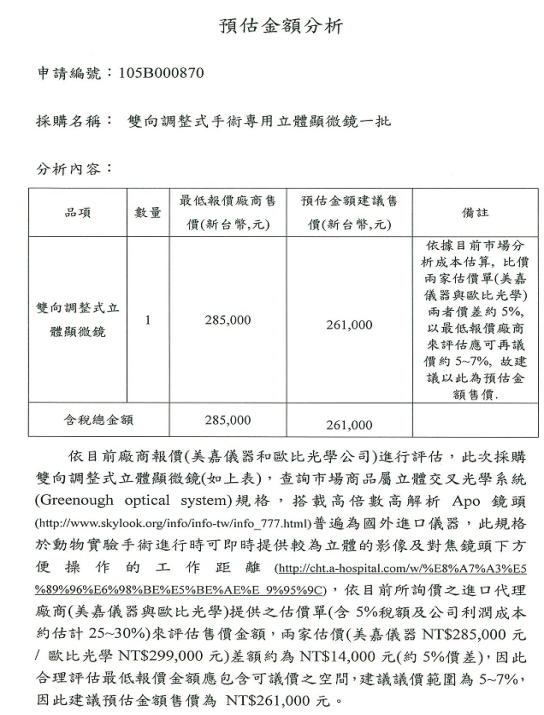 預估金額分析
申請編號：105B000870
採購名稱： 雙向調整式手術專用立體顯微鏡一批
分析內容：
品項
數量
最低報價廠商售
價(新台幣,元)
預估金額建議售
價(新台幣,元)
備註
雙向調整式立
體顯微鏡
1
285,000
261,000
依據目前市場分
析成本估算, 比價
兩家估價單(美嘉
儀器與歐比光學)
兩者價差約 5%,
以最低報價廠商
來評估應可再議
價約 5~7%, 故建
議以此為預估金
額售價.
含稅總金額
285,000
261,000
依目前廠商報價(美嘉儀器和歐比光學公司)進行評估，此次採購
雙向調整式立體顯微鏡(如上表)，查詢市場商品屬立體交叉光學系統
(Greenough optical system)規格，搭載高倍數高解析 Apo 鏡頭
(http://www.skylook.org/info/info-tw/info_777.html)普遍為國外進口儀器，此規格
於動物實驗手術進行時可即時提供較為立體的影像及對焦鏡頭下方
便操作的工作距離(http://cht.a-hospital.com/w/%E8%A7%A3%E5
%89%96%E6%98%BE%E5%BE%AE%E 9%95%9C)，依目前所詢價之進口代理
廠商(美嘉儀器與歐比光學)提供之估價單(含 5%稅額及公司利潤成本
約估計 25~30%)來評估售價金額，兩家估價(美嘉儀器 NT$285,000 元
/ 歐比光學 NT$299,000 元)差額約為 NT$14,000 元(約 5%價差)，因此
合理評估最低報價金額應包含可議價之空間，建議議價範圍為 5~7%，
因此建議預估金額售價為 NT$261,000 元。